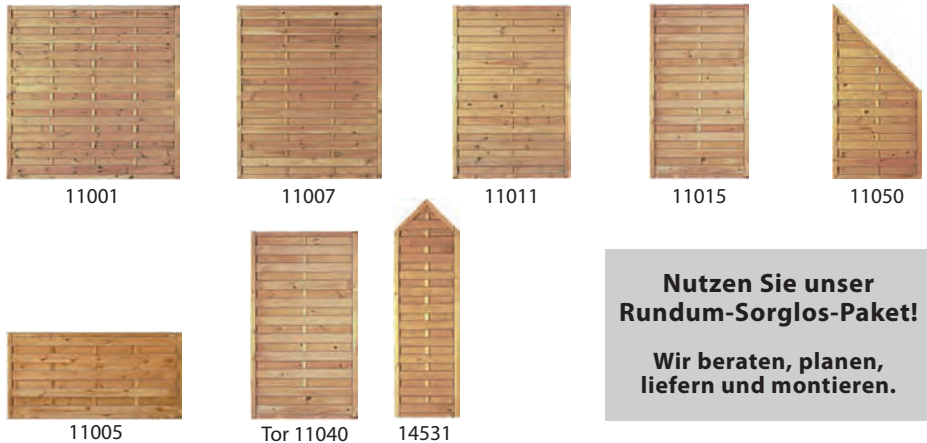 11001
11007
11011
11015
11050
11005
Tor 11040
14531
Nutzen Sie unser
Rundum-Sorglos-Paket!
Wir beraten, planen,
liefern und montieren.